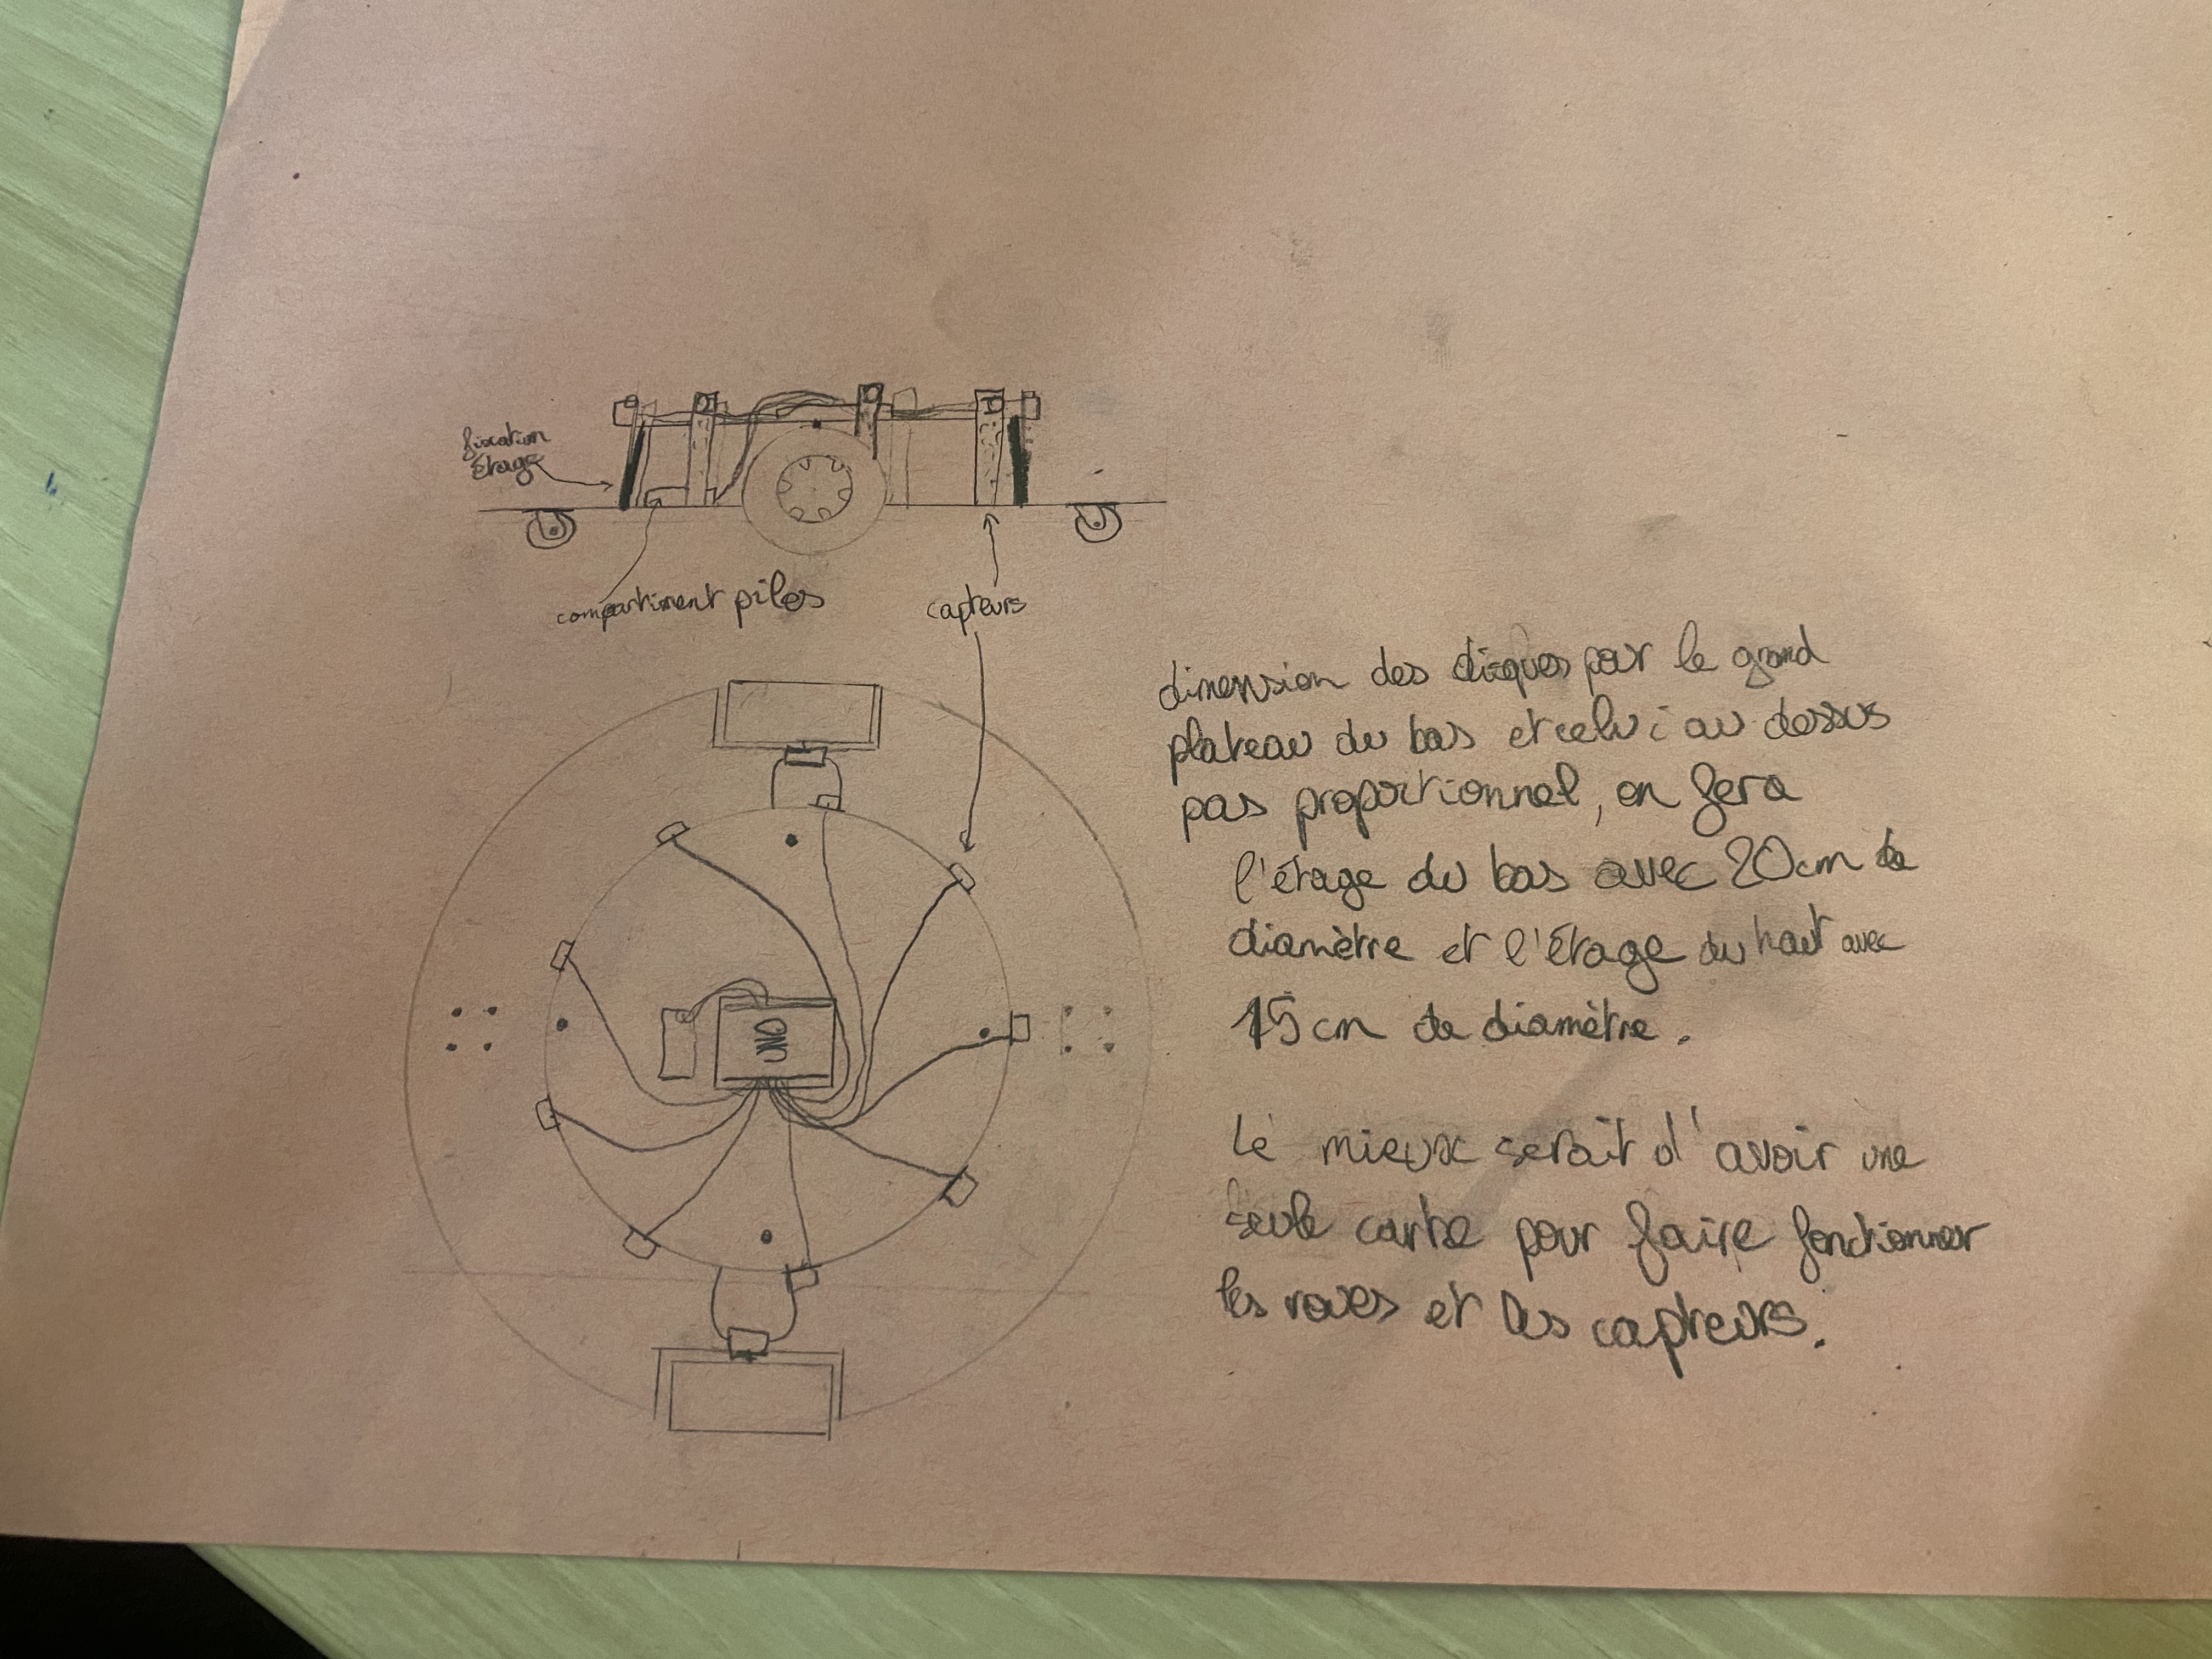 fixation
étage
compartiment piles
capteurs
UNO
dimension des disques pour le grand
plateau du bas et celui au dessus
pas proportionnel, on fera
l'étage du bas avec 20cm de
diamètre et l'étage du haut avec
15cm de diamètre.
Le mieux serait d'avoir une
seule carte pour faire fonctionner
les roues et les capteurs.